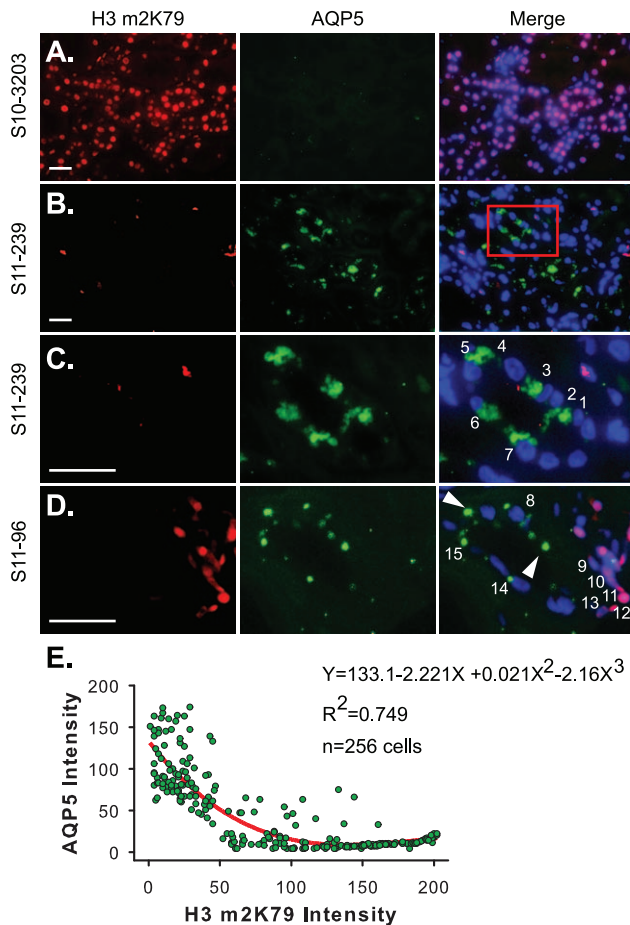 H3 m2K79 AQP5 Merge
A.
S10-3203
B.
S11-239
C.
S11-239
5 4 3 2 1 6 7
D.
S11-96
8 15 9 10 14 11 13 12
E.
Y=133.1-2.221X +0.021X²-2.16X³
R²=0.749
n=256 cells
AQP5 Intensity
200
150
100
50
0
0 50 100 150 200
H3 m2K79 Intensity